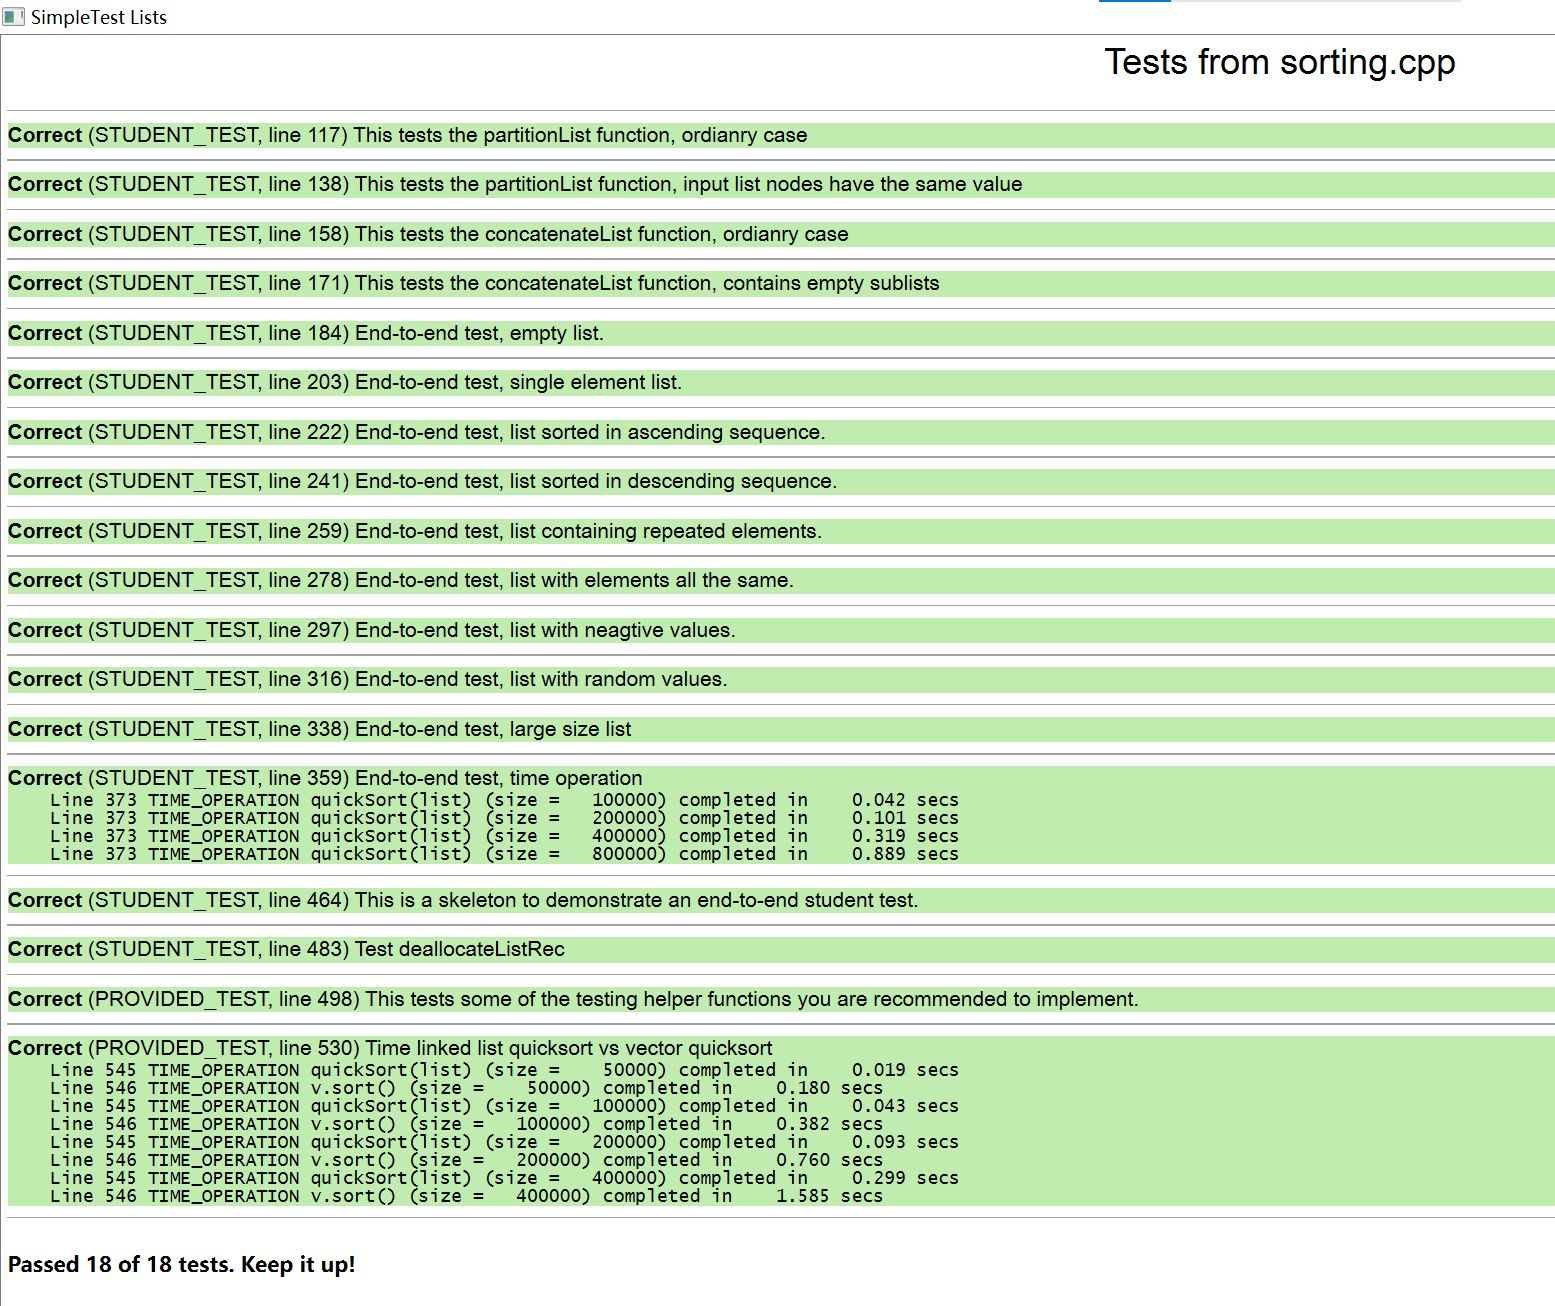 SimpleTest Lists
Tests from sorting.cpp
Correct (STUDENT_TEST, line 117) This tests the partitionList function, ordianry case
Correct (STUDENT_TEST, line 138) This tests the partitionList function, input list nodes have the same value
Correct (STUDENT_TEST, line 158) This tests the concatenateList function, ordianry case
Correct (STUDENT_TEST, line 171) This tests the concatenateList function, contains empty sublists
Correct (STUDENT_TEST, line 184) End-to-end test, empty list.
Correct (STUDENT_TEST, line 203) End-to-end test, single element list.
Correct (STUDENT_TEST, line 222) End-to-end test, list sorted in ascending sequence.
Correct (STUDENT_TEST, line 241) End-to-end test, list sorted in descending sequence.
Correct (STUDENT_TEST, line 259) End-to-end test, list containing repeated elements.
Correct (STUDENT_TEST, line 278) End-to-end test, list with elements all the same.
Correct (STUDENT_TEST, line 297) End-to-end test, list with neagtive values.
Correct (STUDENT_TEST, line 316) End-to-end test, list with random values.
Correct (STUDENT_TEST, line 338) End-to-end test, large size list
Correct (STUDENT_TEST, line 359) End-to-end test, time operation
Line 373 TIME_OPERATION quickSort(list) (size =   100000) completed in    0.042 secs
Line 373 TIME_OPERATION quickSort(list) (size =   200000) completed in    0.101 secs
Line 373 TIME_OPERATION quickSort(list) (size =   400000) completed in    0.319 secs
Line 373 TIME_OPERATION quickSort(list) (size =   800000) completed in    0.889 secs
Correct (STUDENT_TEST, line 464) This is a skeleton to demonstrate an end-to-end student test.
Correct (STUDENT_TEST, line 483) Test deallocateListRec
Correct (PROVIDED_TEST, line 498) This tests some of the testing helper functions you are recommended to implement.
Correct (PROVIDED_TEST, line 530) Time linked list quicksort vs vector quicksort
Line 545 TIME_OPERATION quickSort(list) (size =    50000) completed in    0.019 secs
Line 546 TIME_OPERATION v.sort() (size =    50000) completed in    0.180 secs
Line 545 TIME_OPERATION quickSort(list) (size =   100000) completed in    0.043 secs
Line 546 TIME_OPERATION v.sort() (size =   100000) completed in    0.382 secs
Line 545 TIME_OPERATION quickSort(list) (size =   200000) completed in    0.093 secs
Line 546 TIME_OPERATION v.sort() (size =   200000) completed in    0.760 secs
Line 545 TIME_OPERATION quickSort(list) (size =   400000) completed in    0.299 secs
Line 546 TIME_OPERATION v.sort() (size =   400000) completed in    1.585 secs
Passed 18 of 18 tests. Keep it up!